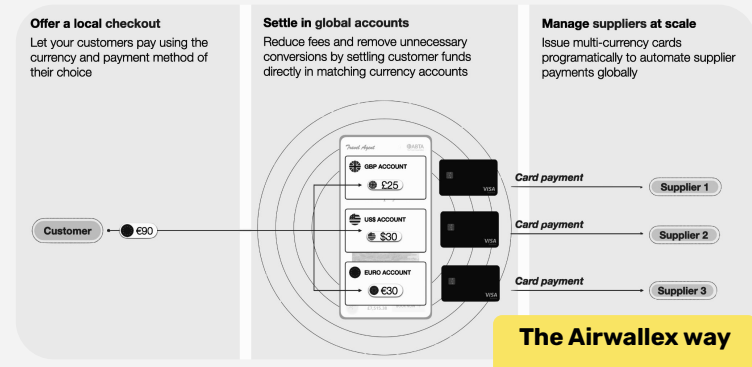 Offer a local checkout
Let your customers pay using the
currency and payment method of
their choice
Settle in global accounts
Reduce fees and remove unnecessary
conversions by settling customer funds
directly in matching currency accounts
Manage suppliers at scale
Issue multi-currency cards
programatically to automate supplier
payments globally
Travel Agent
ABTA
GBP ACCOUNT
£25
VISA
Card payment
Supplier 1
Customer
€90
US$ ACCOUNT
$30
VISA
Card payment
Supplier 2
EURO ACCOUNT
€30
VISA
Card payment
Supplier 3
The Airwallex way